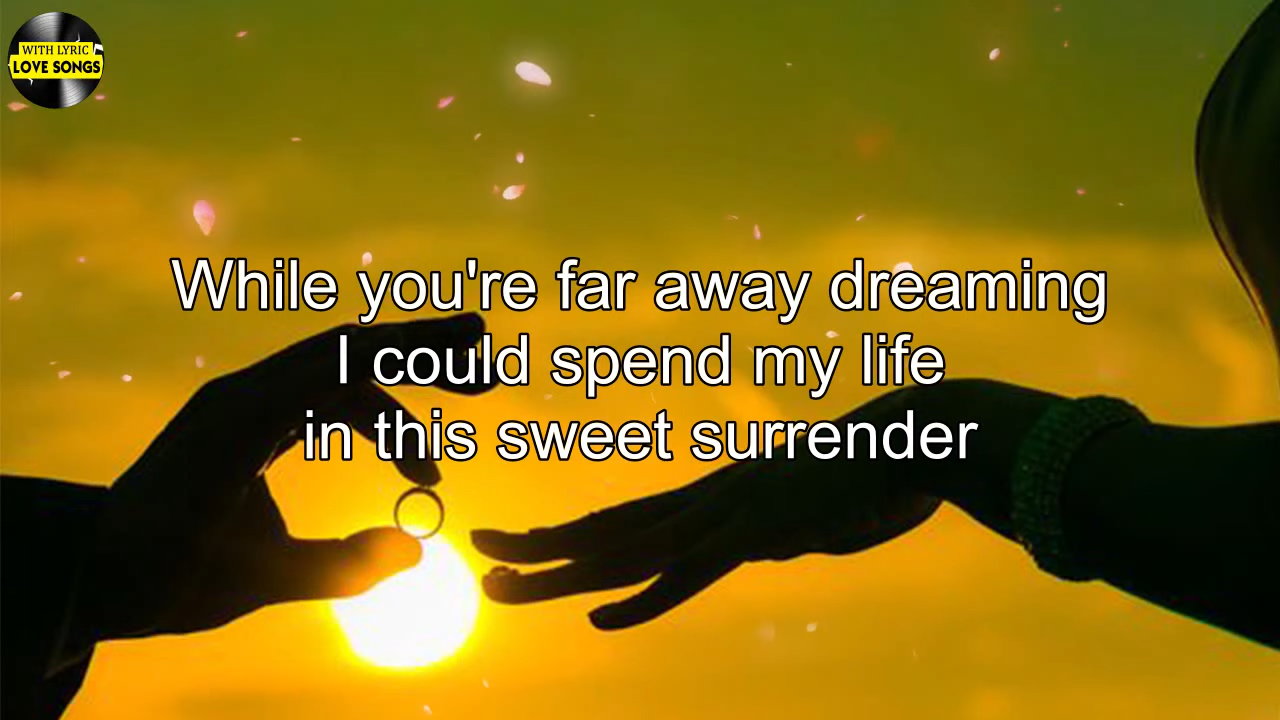 WITH LYRIC
LOVE SONGS
While you're far away dreaming
I could spend my life
in this sweet surrender